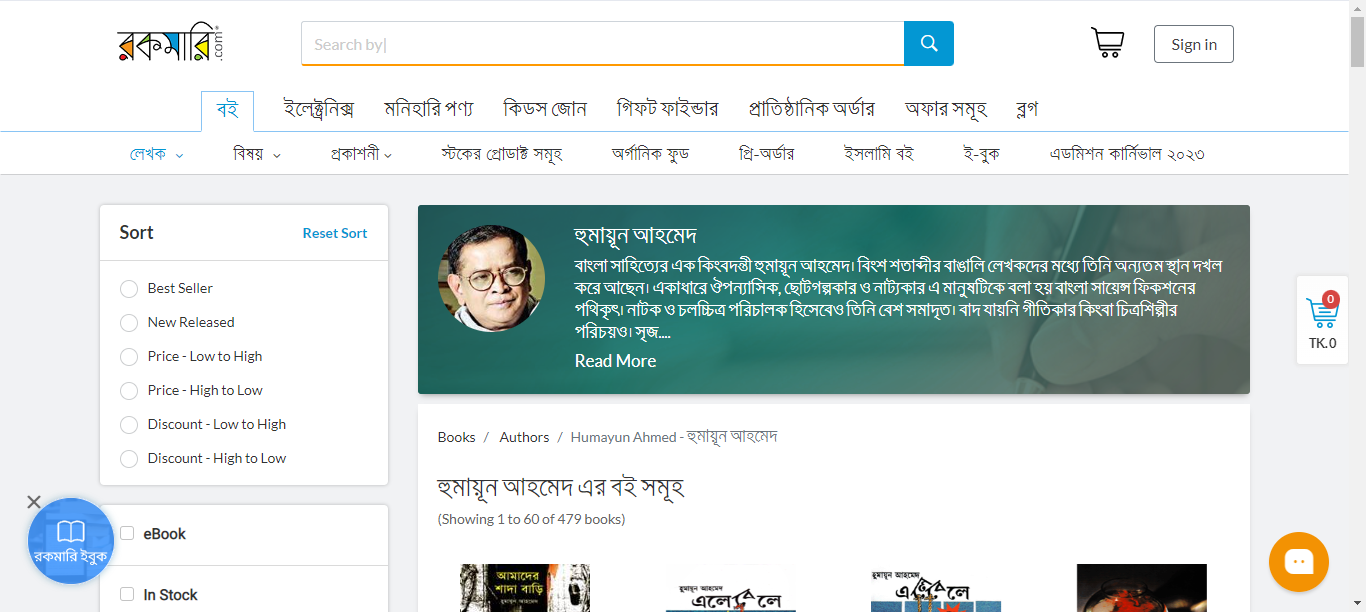 রকমারি.com
Search by|
Sign in
বই ইলেক্ট্রনিক্স মনিহারি পণ্য কিডস জোন গিফট ফাইন্ডার প্রাতিষ্ঠানিক অর্ডার অফার সমূহ ব্লগ
লেখক বিষয় প্রকাশনী স্টকের প্রোডাক্ট সমূহ অর্গানিক ফুড প্রি-অর্ডার ইসলামি বই ই-বুক এডমিশন কার্নিভাল ২০২৩
Sort Reset Sort
Best Seller
New Released
Price - Low to High
Price - High to Low
Discount - Low to High
Discount - High to Low
রকমারি ইবুক
eBook
In Stock
হুমায়ূন আহমেদ
বাংলা সাহিত্যের এক কিংবদন্তী হুমায়ূন আহমেদ। বিংশ শতাব্দীর বাঙালি লেখকদের মধ্যে তিনি অন্যতম স্থান দখল
করে আছেন। একাধারে ঔপন্যাসিক, ছোটগল্পকার ও নাট্যকার এ মানুষটিকে বলা হয় বাংলা সায়েন্স ফিকশনের
পথিকৃৎ। নাটক ও চলচ্চিত্র পরিচালক হিসেবেও তিনি বেশ সমাদৃত। বাদ যায়নি গীতিকার কিংবা চিত্রশিল্পীর
পরিচয়ও। সৃজ....
Read More
0
TK.0
Books / Authors / Humayun Ahmed - হুমায়ূন আহমেদ
হুমায়ূন আহমেদ এর বই সমূহ
(Showing 1 to 60 of 479 books)
আমাদের
শাদা বাড়ি
হুমায়ূন আহমেদ
হুমায়ূন আহমেদ
এলেবেলে
হুমায়ূন আহমেদ
এলেবেলে